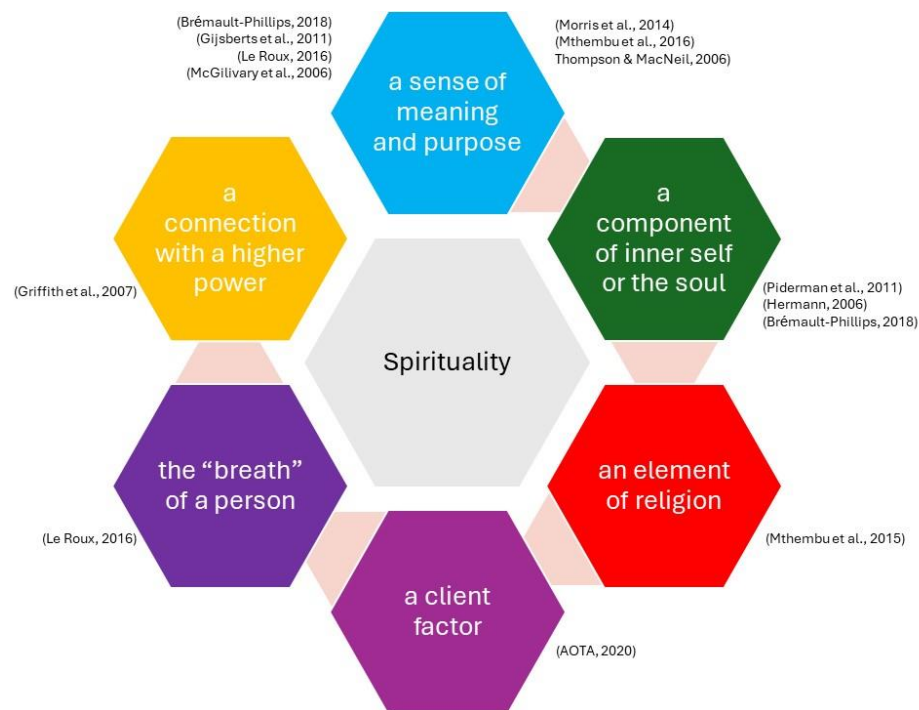 (Brémault-Phillips, 2018)
(Gijsberts et al., 2011)
(Le Roux, 2016)
(McGilivary et al., 2006)
a sense of
meaning
and purpose
(Morris et al., 2014)
(Mthembu et al., 2016)
Thompson & MacNeil, 2006)
a
connection
with a higher
power
(Griffith et al., 2007)
a
component
of inner self
or the soul
(Piderman et al., 2011)
(Hermann, 2006)
(Brémault-Phillips, 2018)
Spirituality
the “breath”
of a person
(Le Roux, 2016)
an element
of religion
(Mthembu et al., 2015)
a client
factor
(AOTA, 2020)